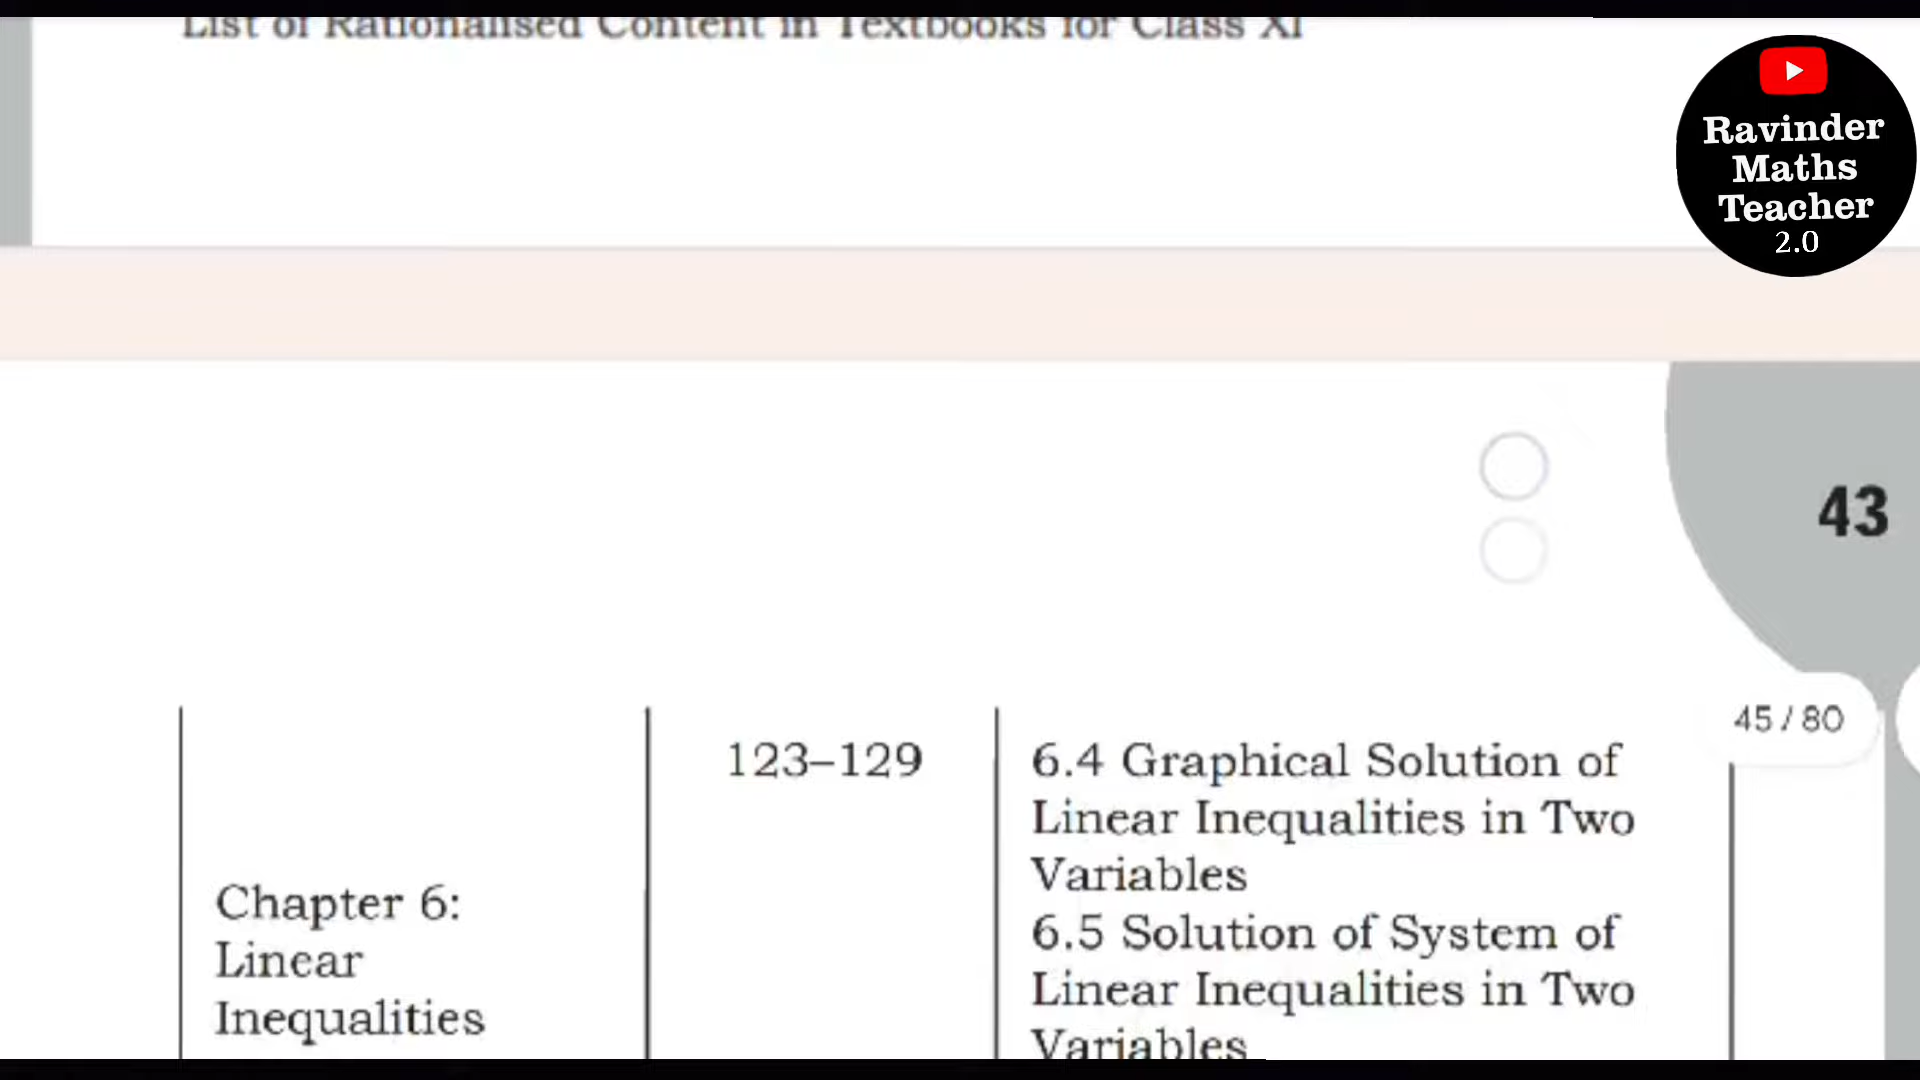 List of Rationalised Content in Textbooks for Class XI
Ravinder
Maths
Teacher
2.0
43
45 / 80
123–129
6.4 Graphical Solution of
Linear Inequalities in Two
Variables
Chapter 6:
Linear
Inequalities
6.5 Solution of System of
Linear Inequalities in Two
Variables